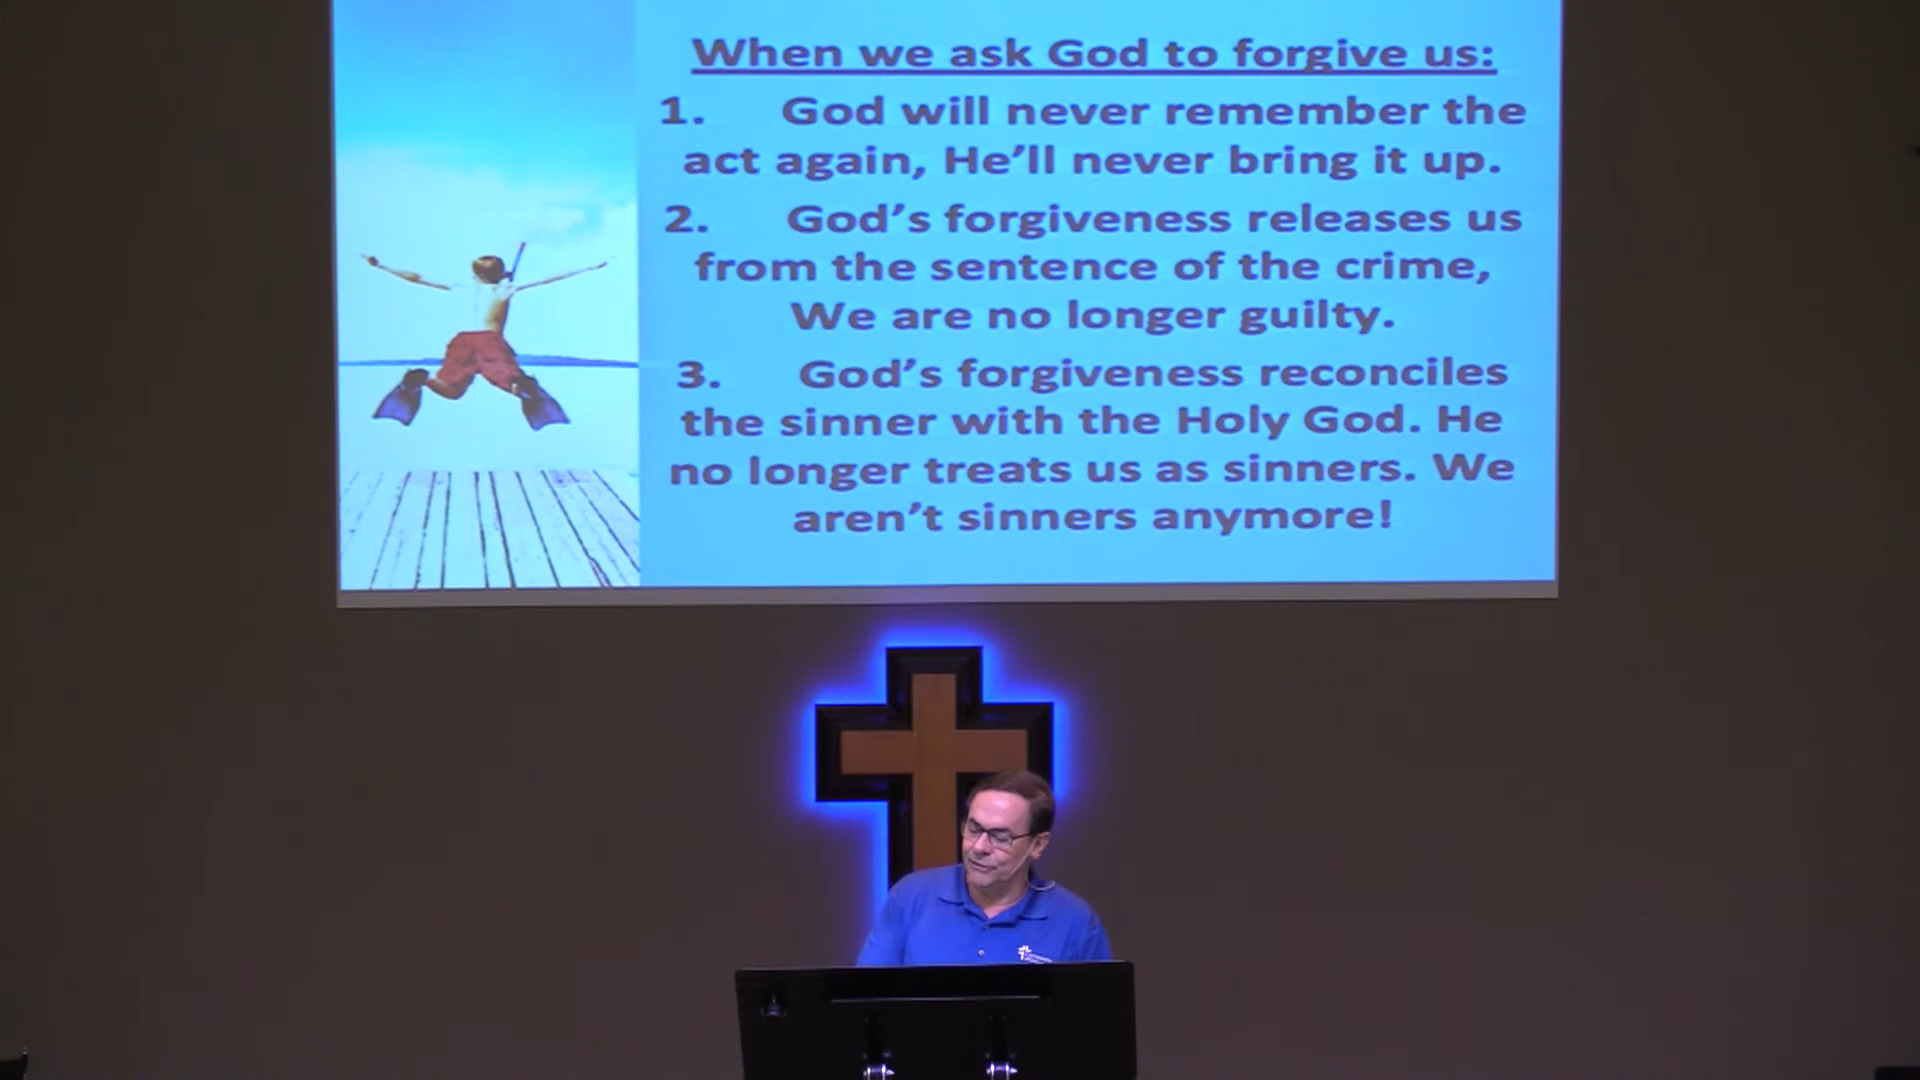 When we ask God to forgive us:
1. God will never remember the
act again, He’ll never bring it up.
2. God’s forgiveness releases us
from the sentence of the crime,
We are no longer guilty.
3. God’s forgiveness reconciles
the sinner with the Holy God. He
no longer treats us as sinners. We
aren’t sinners anymore!